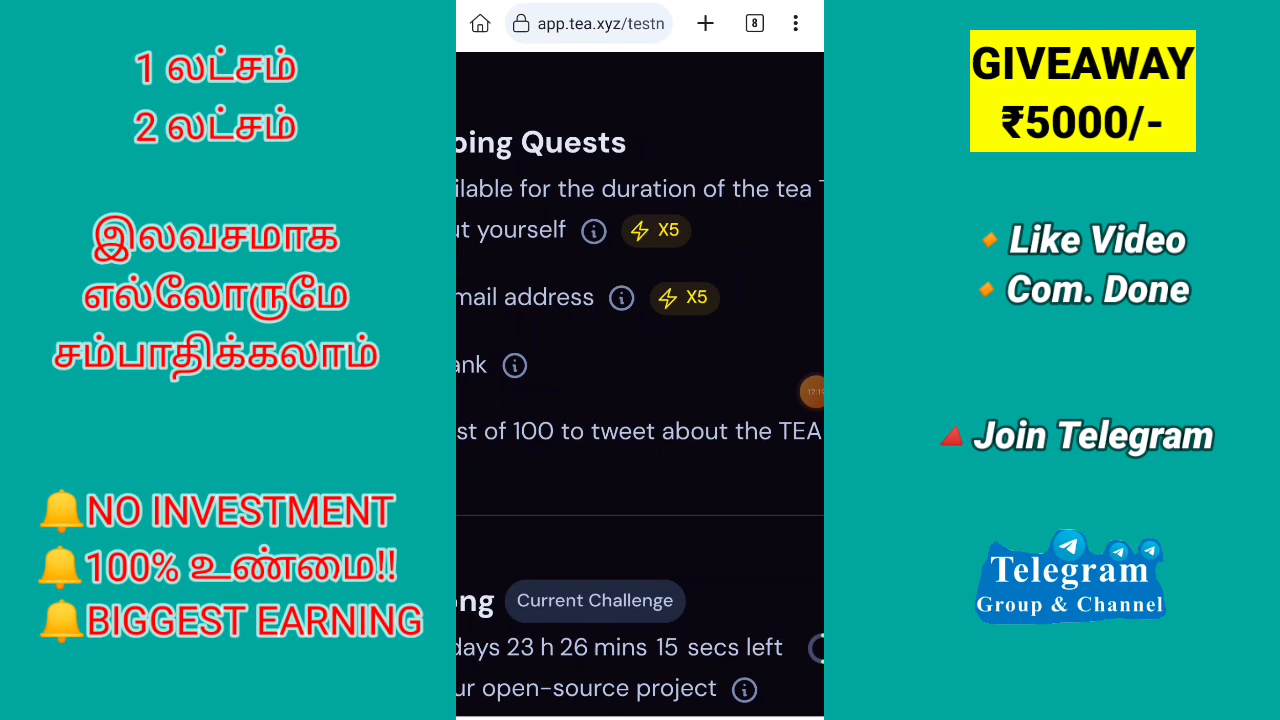 1 லட்சம்
2 லட்சம்
இலவசமாக
எல்லோருமே
சம்பாதிக்கலாம்
🔔NO INVESTMENT
🔔100% உண்மை!!
🔔BIGGEST EARNING
app.tea.xyz/testn
8
oing Quests
ilable for the duration of the tea
ut yourself X5
mail address X5
ank
12:19
st of 100 to tweet about the TEA
ong Current Challenge
days 23 h 26 mins 15 secs left
ur open-source project
GIVEAWAY
₹5000/-
🔸Like Video
🔸Com. Done
🔺Join Telegram
Telegram
Group & Channel